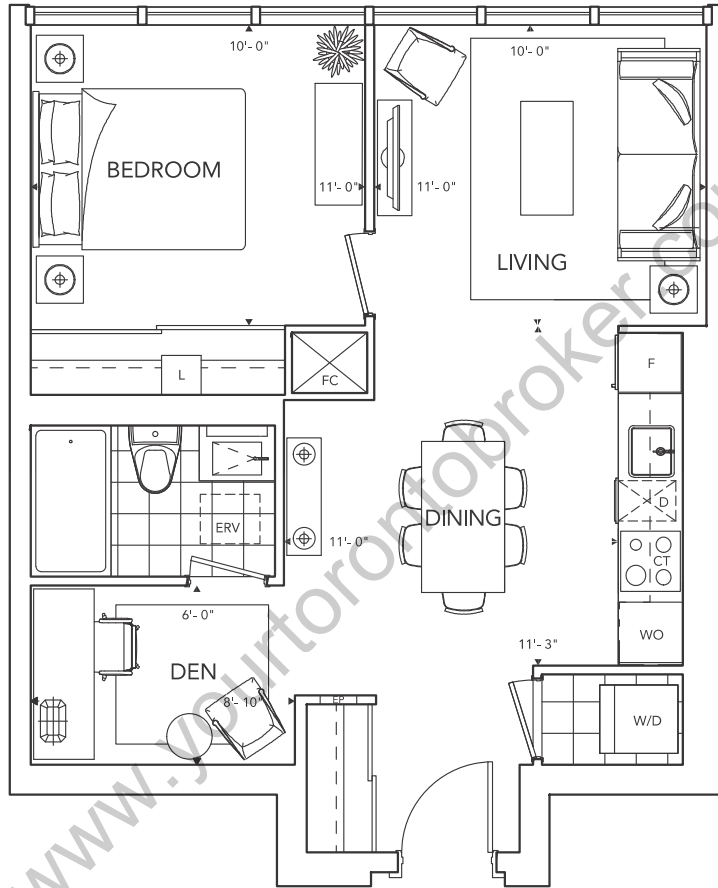 10'- 0"
10'- 0"
BEDROOM
11'- 0"
11'- 0"
LIVING
L
FC
F
DINING
D
ERV
11'- 0"
CT
6'- 0"
WO
11'- 3"
DEN
8'- 10"
EP
W/D
www.yourtorontobroker.co